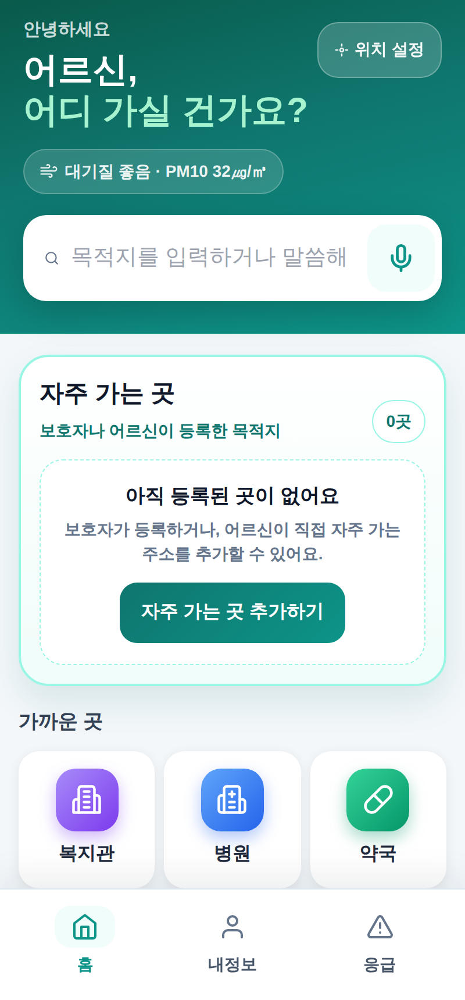 안녕하세요
위치 설정
어르신,
어디 가실 건가요?
대기질 좋음 · PM10 32㎍/㎥
목적지를 입력하거나 말씀해
자주 가는 곳
보호자나 어르신이 등록한 목적지
0곳
아직 등록된 곳이 없어요
보호자가 등록하거나, 어르신이 직접 자주 가는
주소를 추가할 수 있어요.
자주 가는 곳 추가하기
가까운 곳
복지관
병원
약국
홈
내정보
응급